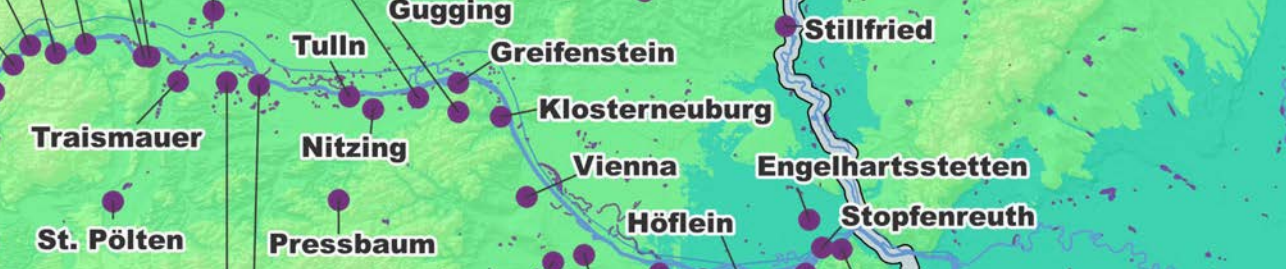 Gugging
Stillfried
Tulln
Greifenstein
Klosterneuburg
Traismauer
Nitzing
Vienna
Engelhartsstetten
Höflein
Stopfenreuth
St. Pölten
Pressbaum